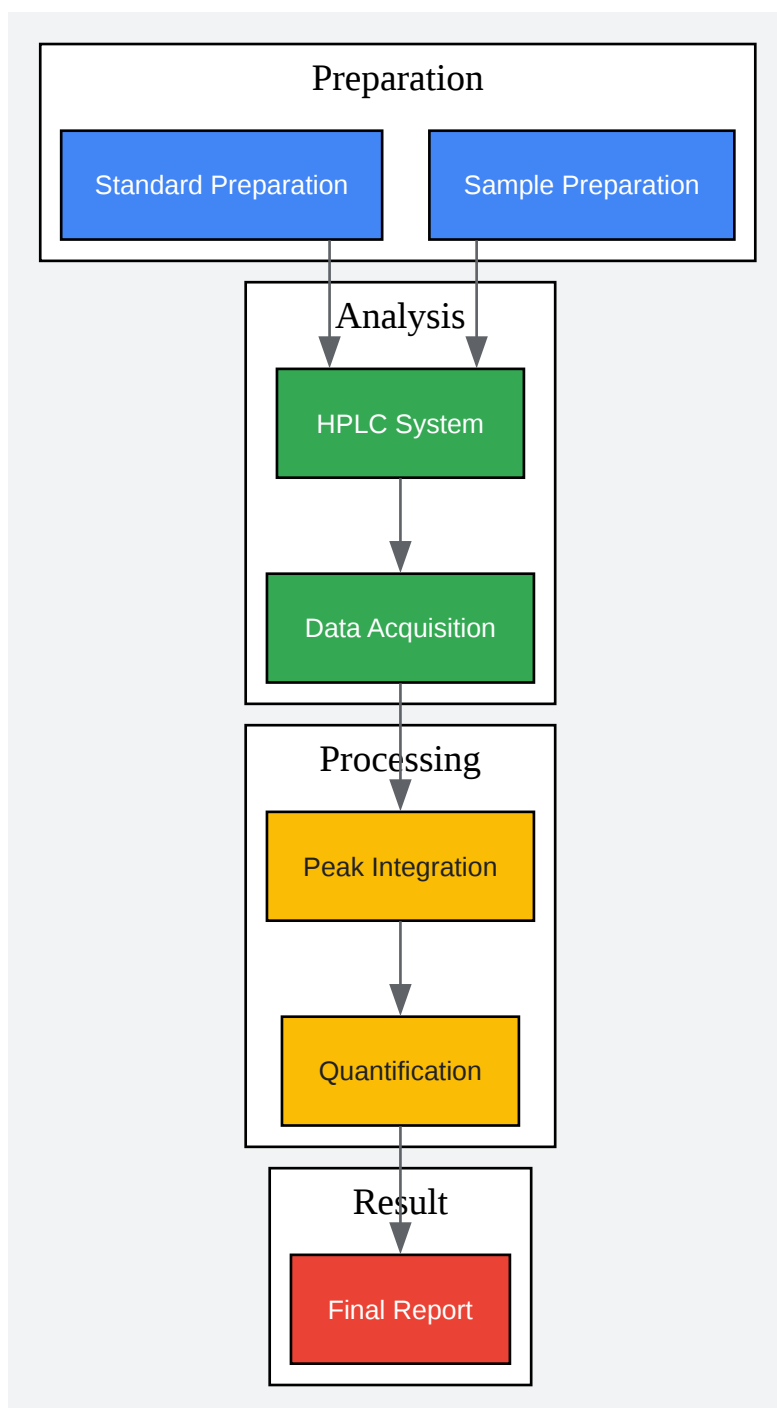 Preparation
Standard Preparation
Sample Preparation
Analysis
HPLC System
Data Acquisition
Processing
Peak Integration
Quantification
Result
Final Report